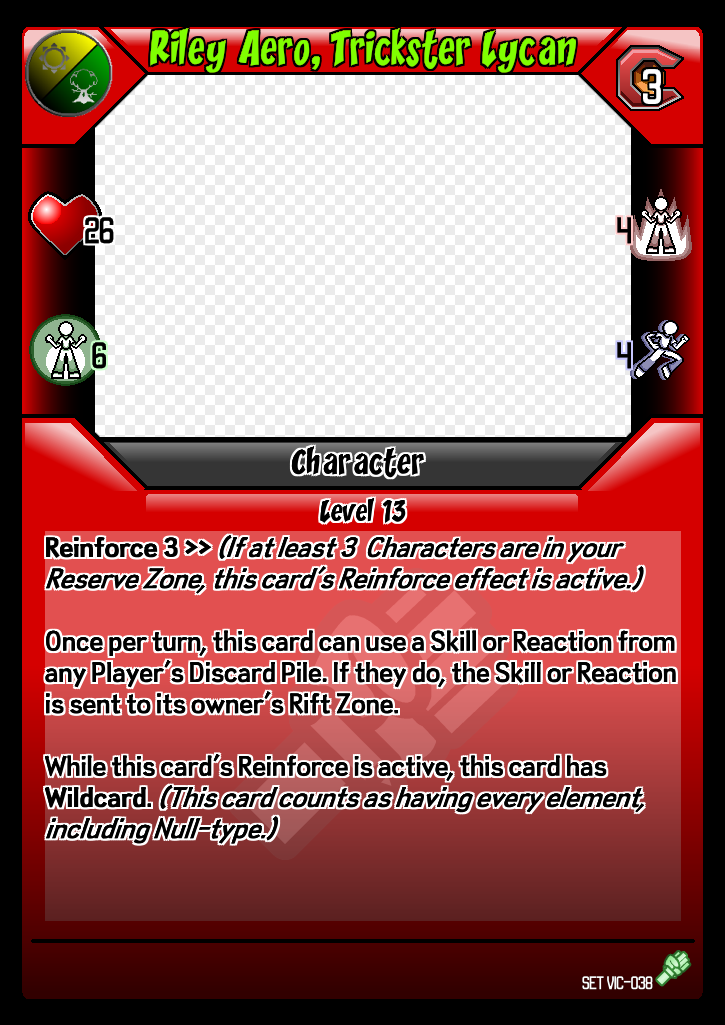 Riley Aero, Trickster Lycan
3
26
4
6
4
Character
Level 13
Reinforce 3 >> (If at least 3 Characters are in your
Reserve Zone, this card's Reinforce effect is active.)
Once per turn, this card can use a Skill or Reaction from
any Player's Discard Pile. If they do, the Skill or Reaction
is sent to its owner's Rift Zone.
While this card's Reinforce is active, this card has
Wildcard. (This card counts as having every element,
including Null-type.)
SET VIC-038